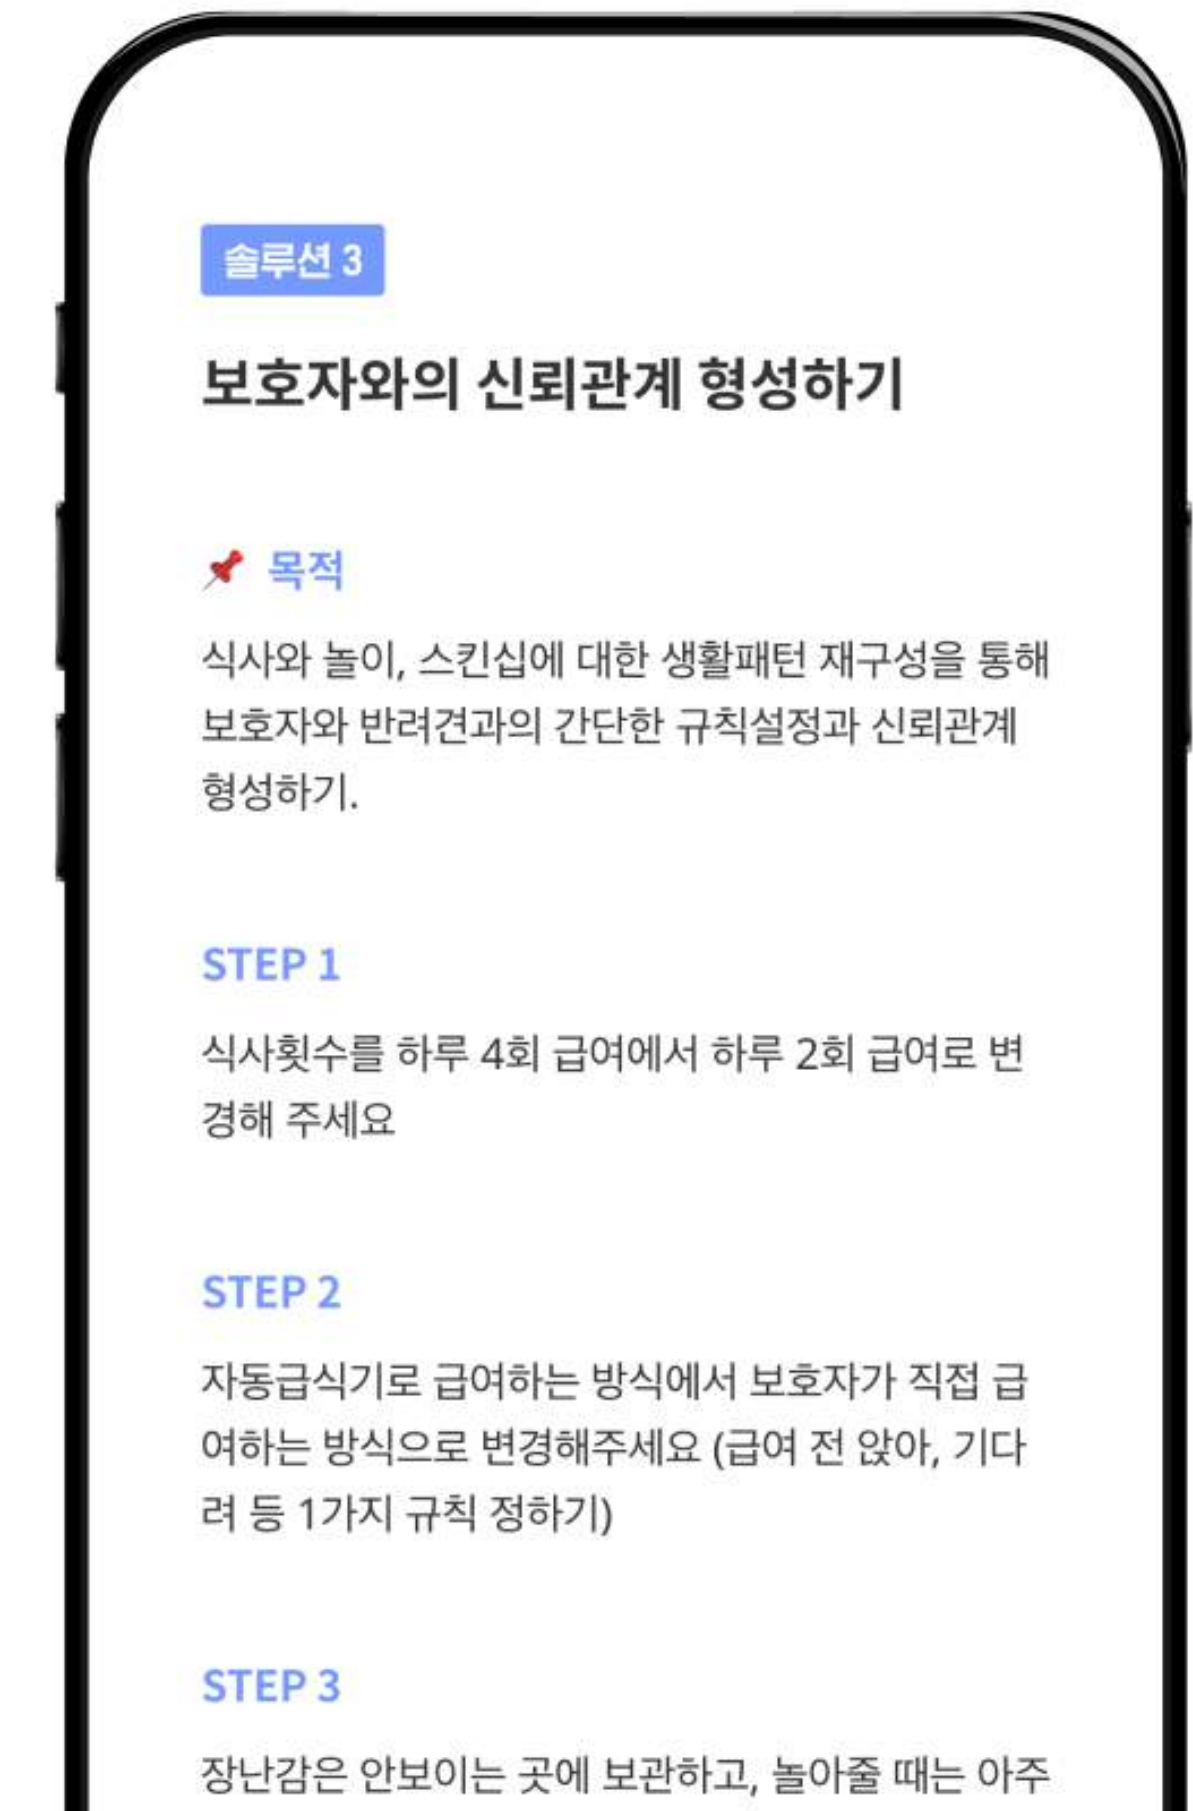 솔루션 3
보호자와의 신뢰관계 형성하기
목적
식사와 놀이, 스킨십에 대한 생활패턴 재구성을 통해
보호자와 반려견과의 간단한 규칙설정과 신뢰관계
형성하기.
STEP 1
식사횟수를 하루 4회 급여에서 하루 2회 급여로 변
경해 주세요
STEP 2
자동급식기로 급여하는 방식에서 보호자가 직접 급
여하는 방식으로 변경해주세요 (급여 전 앉아, 기다
려 등 1가지 규칙 정하기)
STEP 3
장난감은 안보이는 곳에 보관하고, 놀아줄 때는 아주